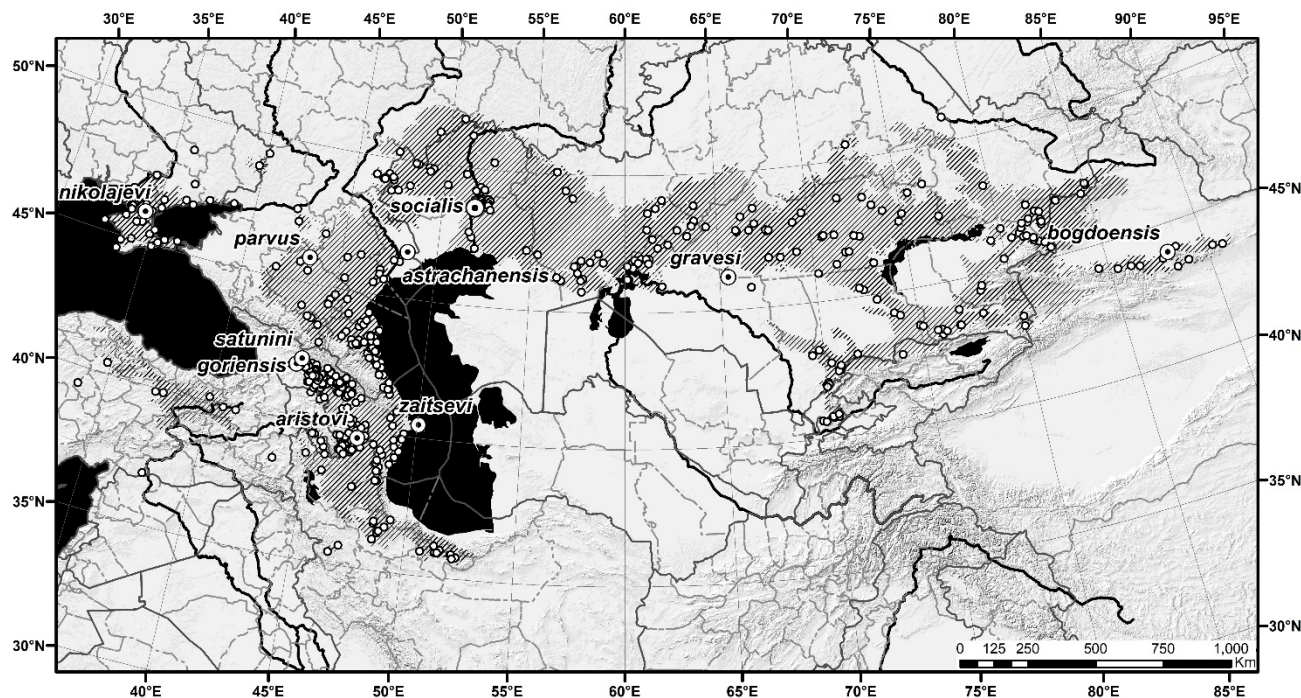 30°E 35°E 40°E 45°E 50°E 55°E 60°E 65°E 70°E 75°E 80°E 85°E 90°E 95°E
50°N
nikolajevi
45°N
socialis
45°N
parvus
bogdoensis
gravesi
astrachanensis
satunini
40°N
goriensis
40°N
zaitsevi
aristovi
35°N
35°N
30°N
30°N
0 125 250 500 750 1,000
Km
40°E 45°E 50°E 55°E 60°E 65°E 70°E 75°E 80°E 85°E